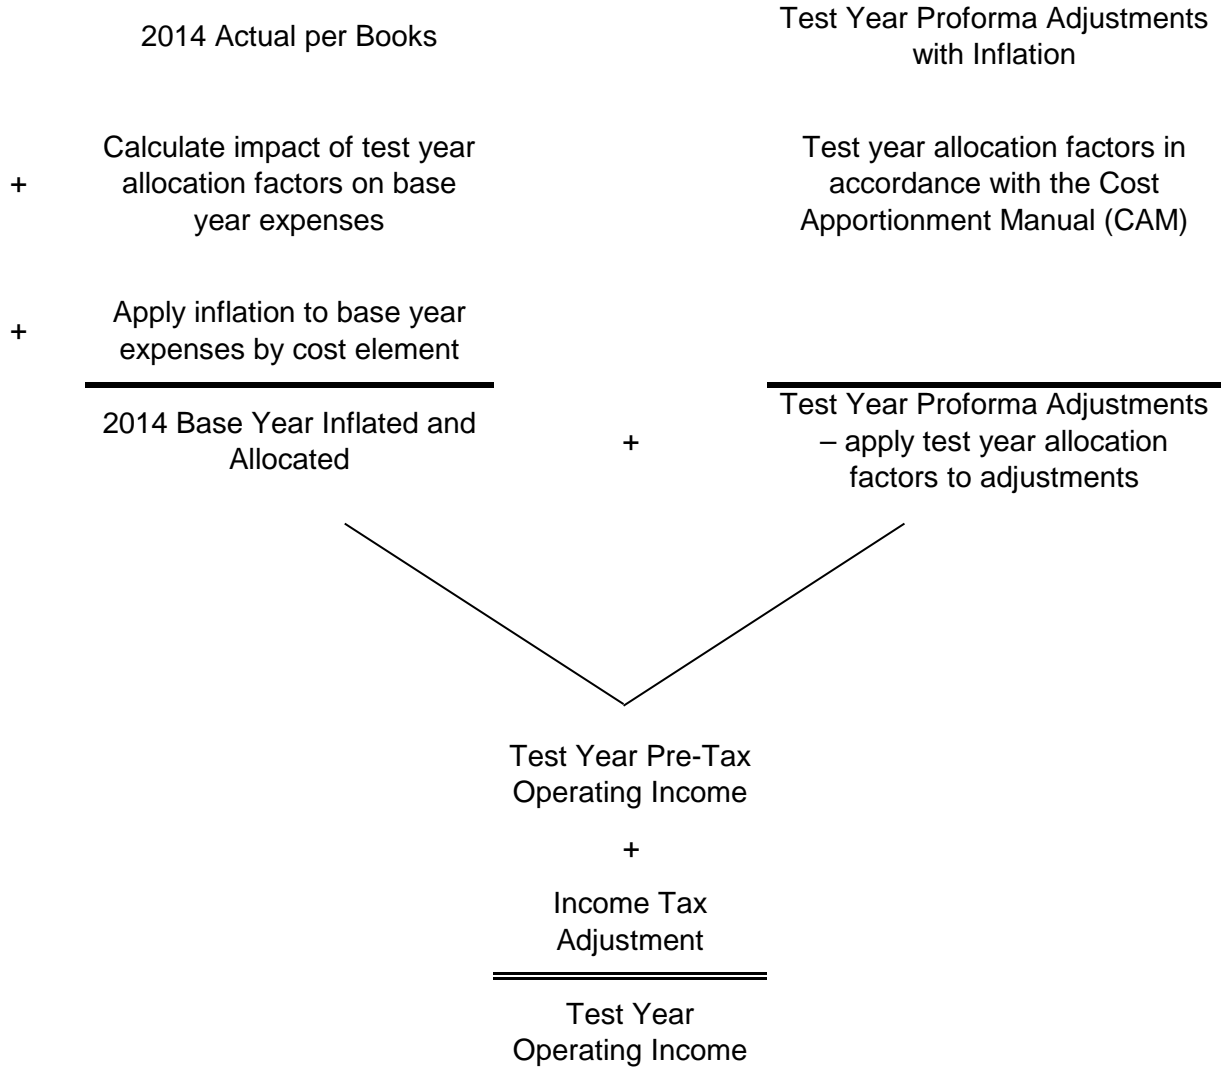 2014 Actual per Books
Test Year Proforma Adjustments
with Inflation
+
Calculate impact of test year
allocation factors on base
year expenses
Test year allocation factors in
accordance with the Cost
Apportionment Manual (CAM)
+
Apply inflation to base year
expenses by cost element
2014 Base Year Inflated and
Allocated
+
Test Year Proforma Adjustments
– apply test year allocation
factors to adjustments
Test Year Pre-Tax
Operating Income
+
Income Tax
Adjustment
Test Year
Operating Income